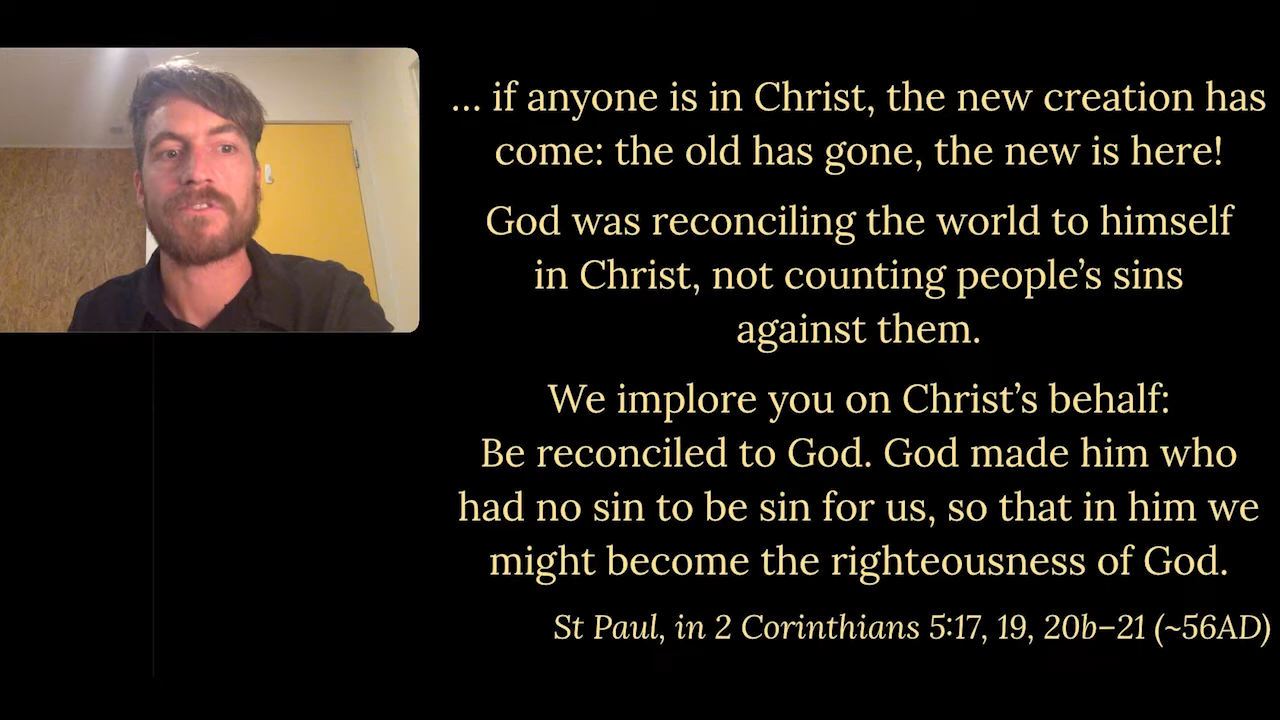 ... if anyone is in Christ, the new creation has
come: the old has gone, the new is here!
God was reconciling the world to himself
in Christ, not counting people’s sins
against them.
We implore you on Christ’s behalf:
Be reconciled to God. God made him who
had no sin to be sin for us, so that in him we
might become the righteousness of God.
St Paul, in 2 Corinthians 5:17, 19, 20b–21 (~56AD)